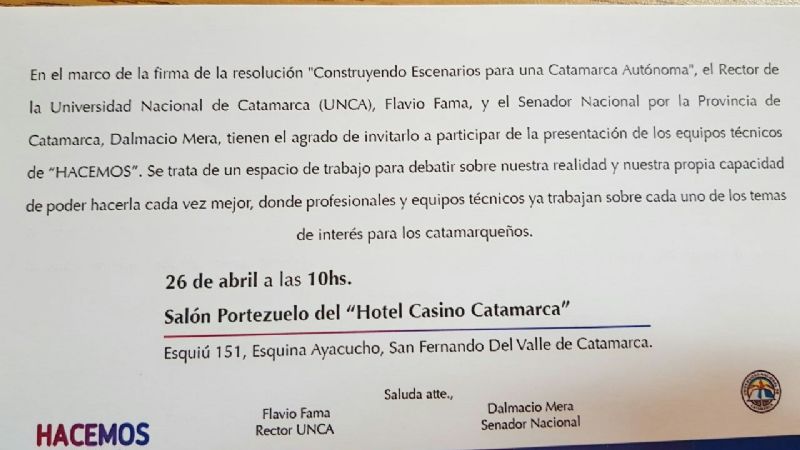 En el marco de la firma de la resolución "Construyendo Escenarios para una Catamarca Autónoma", el Rector de
la Universidad Nacional de Catamarca (UNCA), Flavio Fama, y el Senador Nacional por la Provincia de
Catamarca, Dalmacio Mera, tienen el agrado de invitarlo a participar de la presentación de los equipos técnicos
de “HACEMOS”. Se trata de un espacio de trabajo para debatir sobre nuestra realidad y nuestra propia capacidad
de poder hacerla cada vez mejor, donde profesionales y equipos técnicos ya trabajan sobre cada uno de los temas
de interés para los catamarqueños.
26 de abril a las 10hs.
Salón Portezuelo del “Hotel Casino Catamarca”
Esquiú 151, Esquina Ayacucho, San Fernando Del Valle de Catamarca.
Saluda atte.,
Flavio Fama
Rector UNCA
Dalmacio Mera
Senador Nacional
HACEMOS